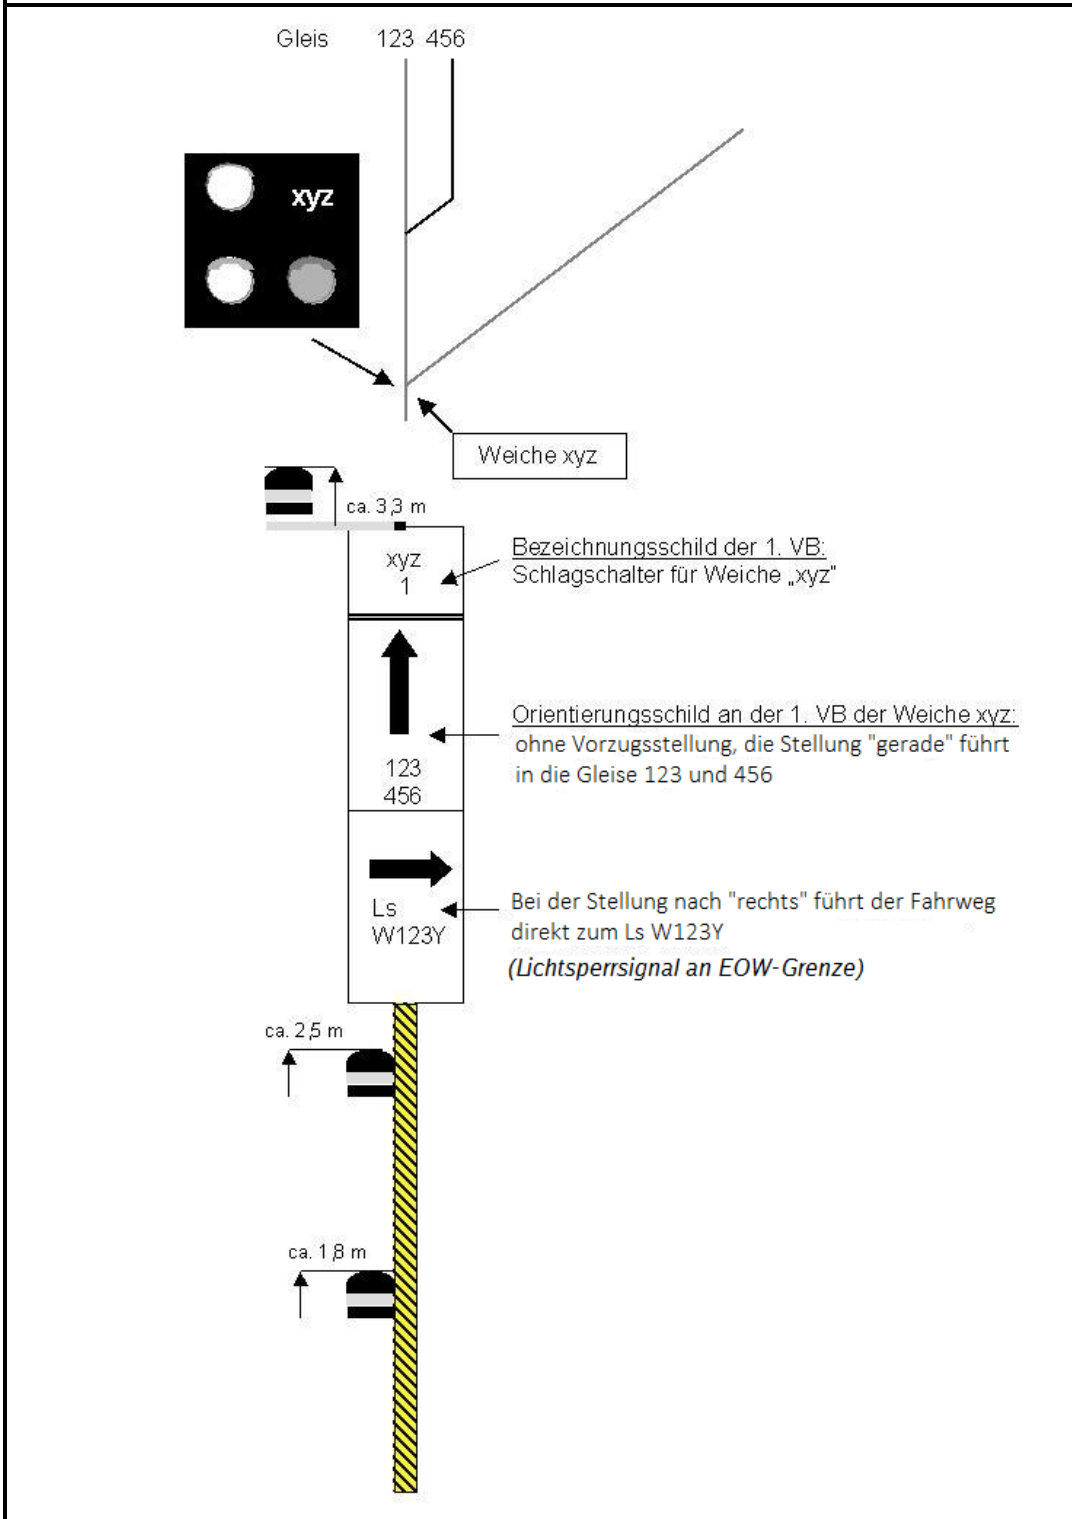 Gleis 123 456
xyz
Weiche xyz
ca. 3,3 m
xyz
1
Bezeichnungsschild der 1. VB:
Schlagschalter für Weiche „xyz"
123
456
Orientierungsschild an der 1. VB der Weiche xyz:
ohne Vorzugsstellung, die Stellung "gerade" führt
in die Gleise 123 und 456
Ls
W123Y
Bei der Stellung nach "rechts" führt der Fahrweg
direkt zum Ls W123Y
(Lichtsperrsignal an EOW-Grenze)
ca. 2,5 m
ca. 1,8 m